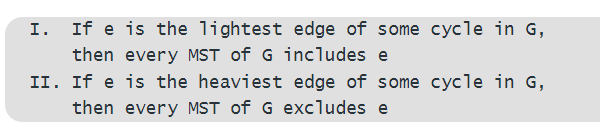 I. If e is the lightest edge of some cycle in G,
then every MST of G includes e
II. If e is the heaviest edge of some cycle in G,
then every MST of G excludes e